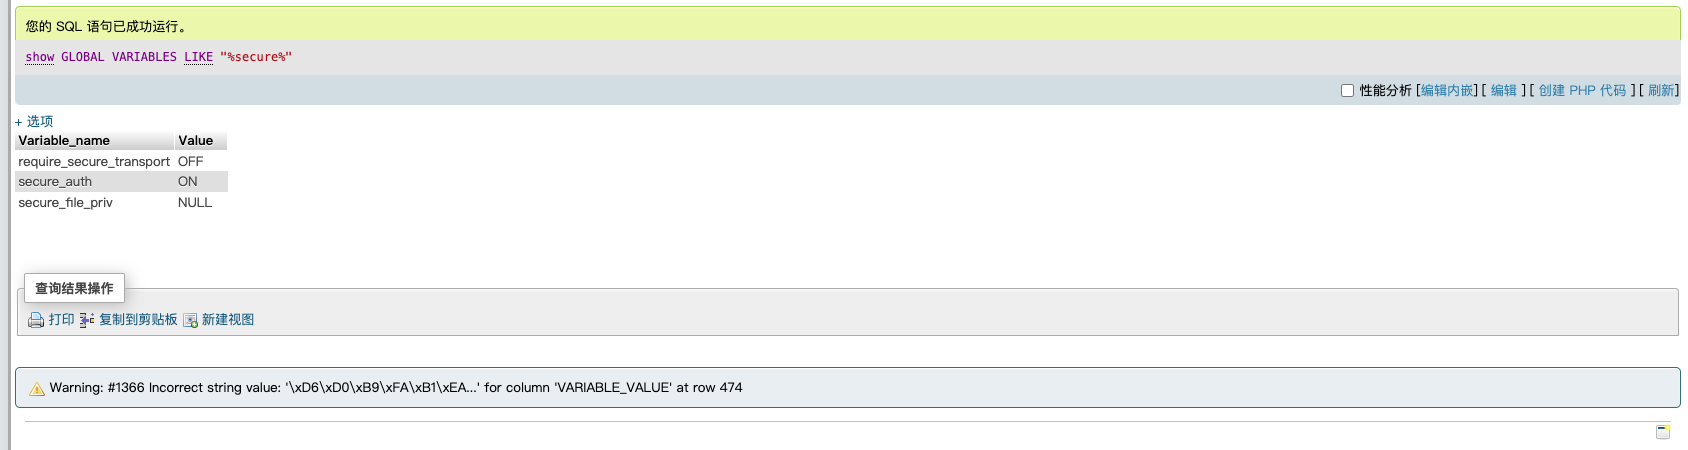 您的 SQL 语句已成功运行。
show GLOBAL VARIABLES LIKE "%secure%"
性能分析 [编辑内嵌] [ 编辑 ] [ 创建 PHP 代码 ] [ 刷新]
+ 选项
Variable_name Value
require_secure_transport OFF
secure_auth ON
secure_file_priv NULL
查询结果操作
打印 复制到剪贴板 新建视图
Warning: #1366 Incorrect string value: '\xD6\xD0\xB9\xFA\xB1\xEA...' for column 'VARIABLE_VALUE' at row 474